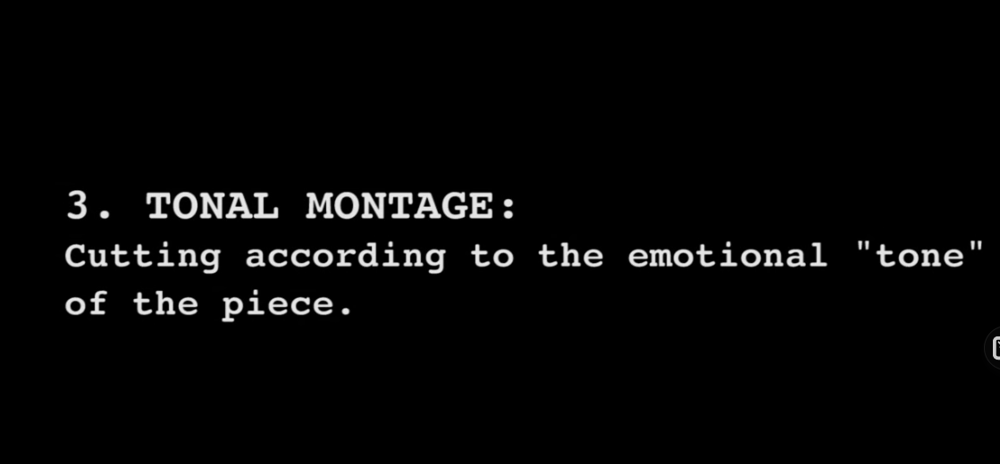 3. TONAL MONTAGE:
Cutting according to the emotional "tone"
of the piece.